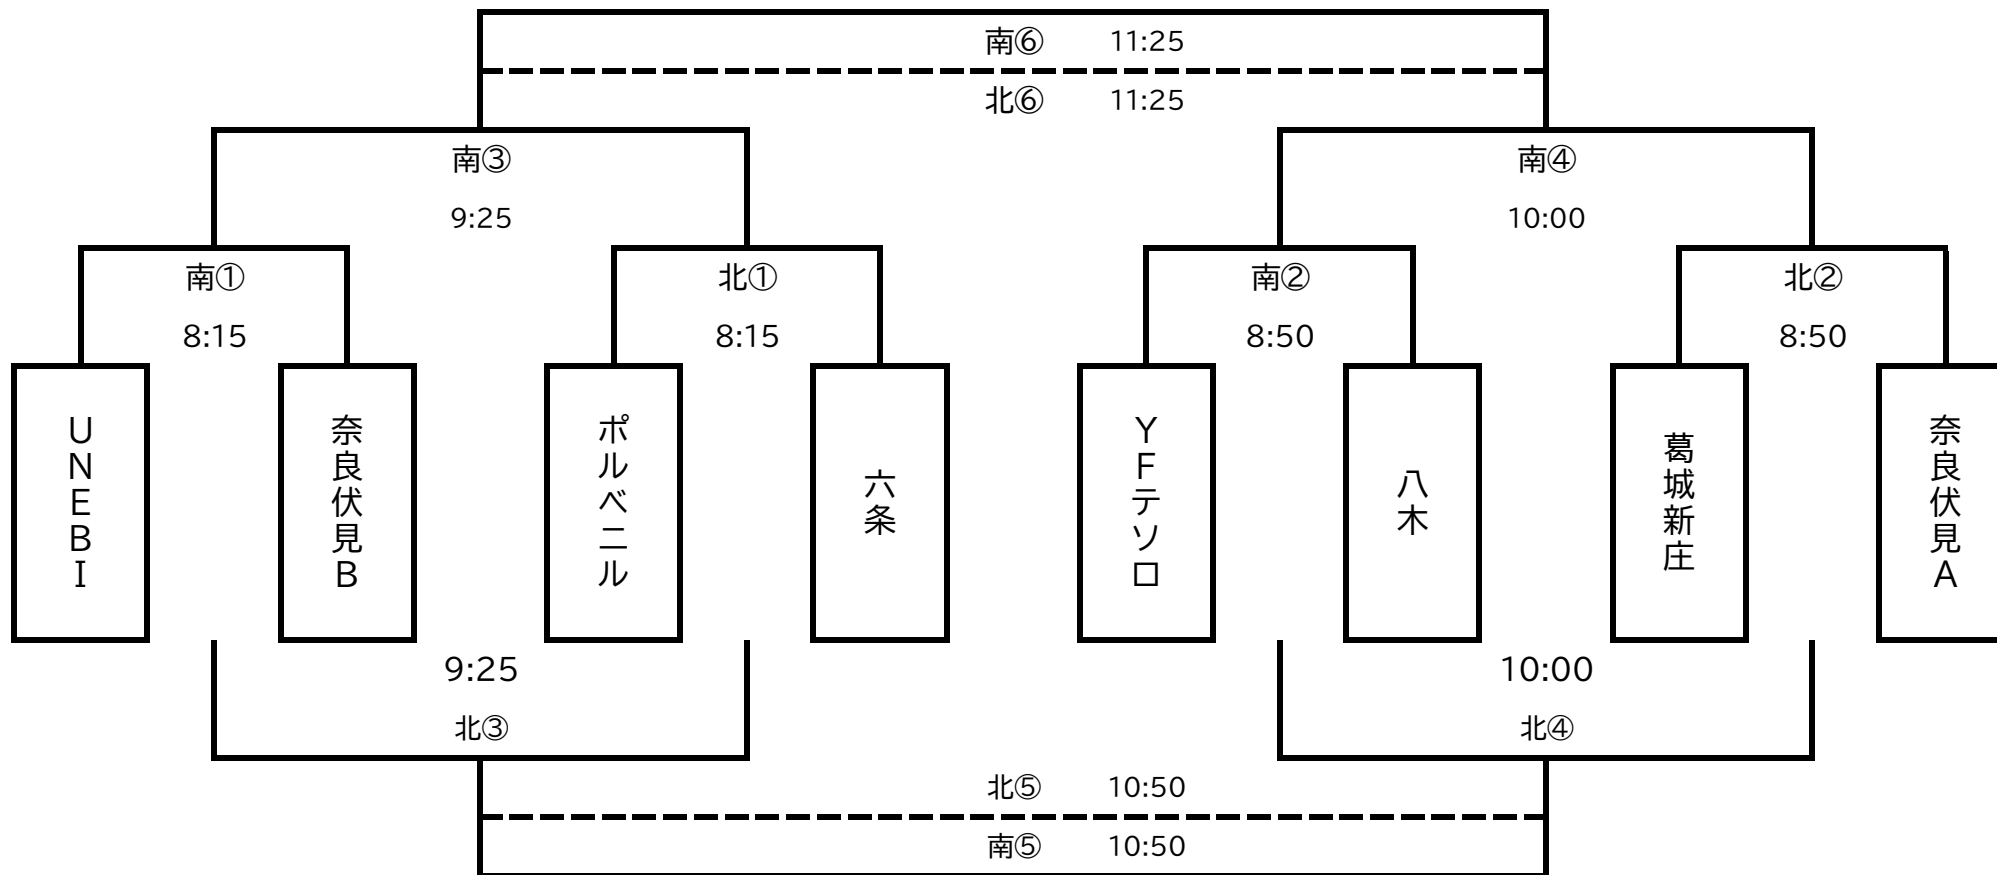 南⑥ 11:25
北⑥ 11:25
南③
南④
9:25
10:00
南①
北①
南②
北②
8:15
8:15
8:50
8:50
UNEBI
奈良伏見B
ポルベニル
六条
YFテソロ
八木
葛城新庄
奈良伏見A
9:25
10:00
北③
北④
北⑤ 10:50
南⑤ 10:50